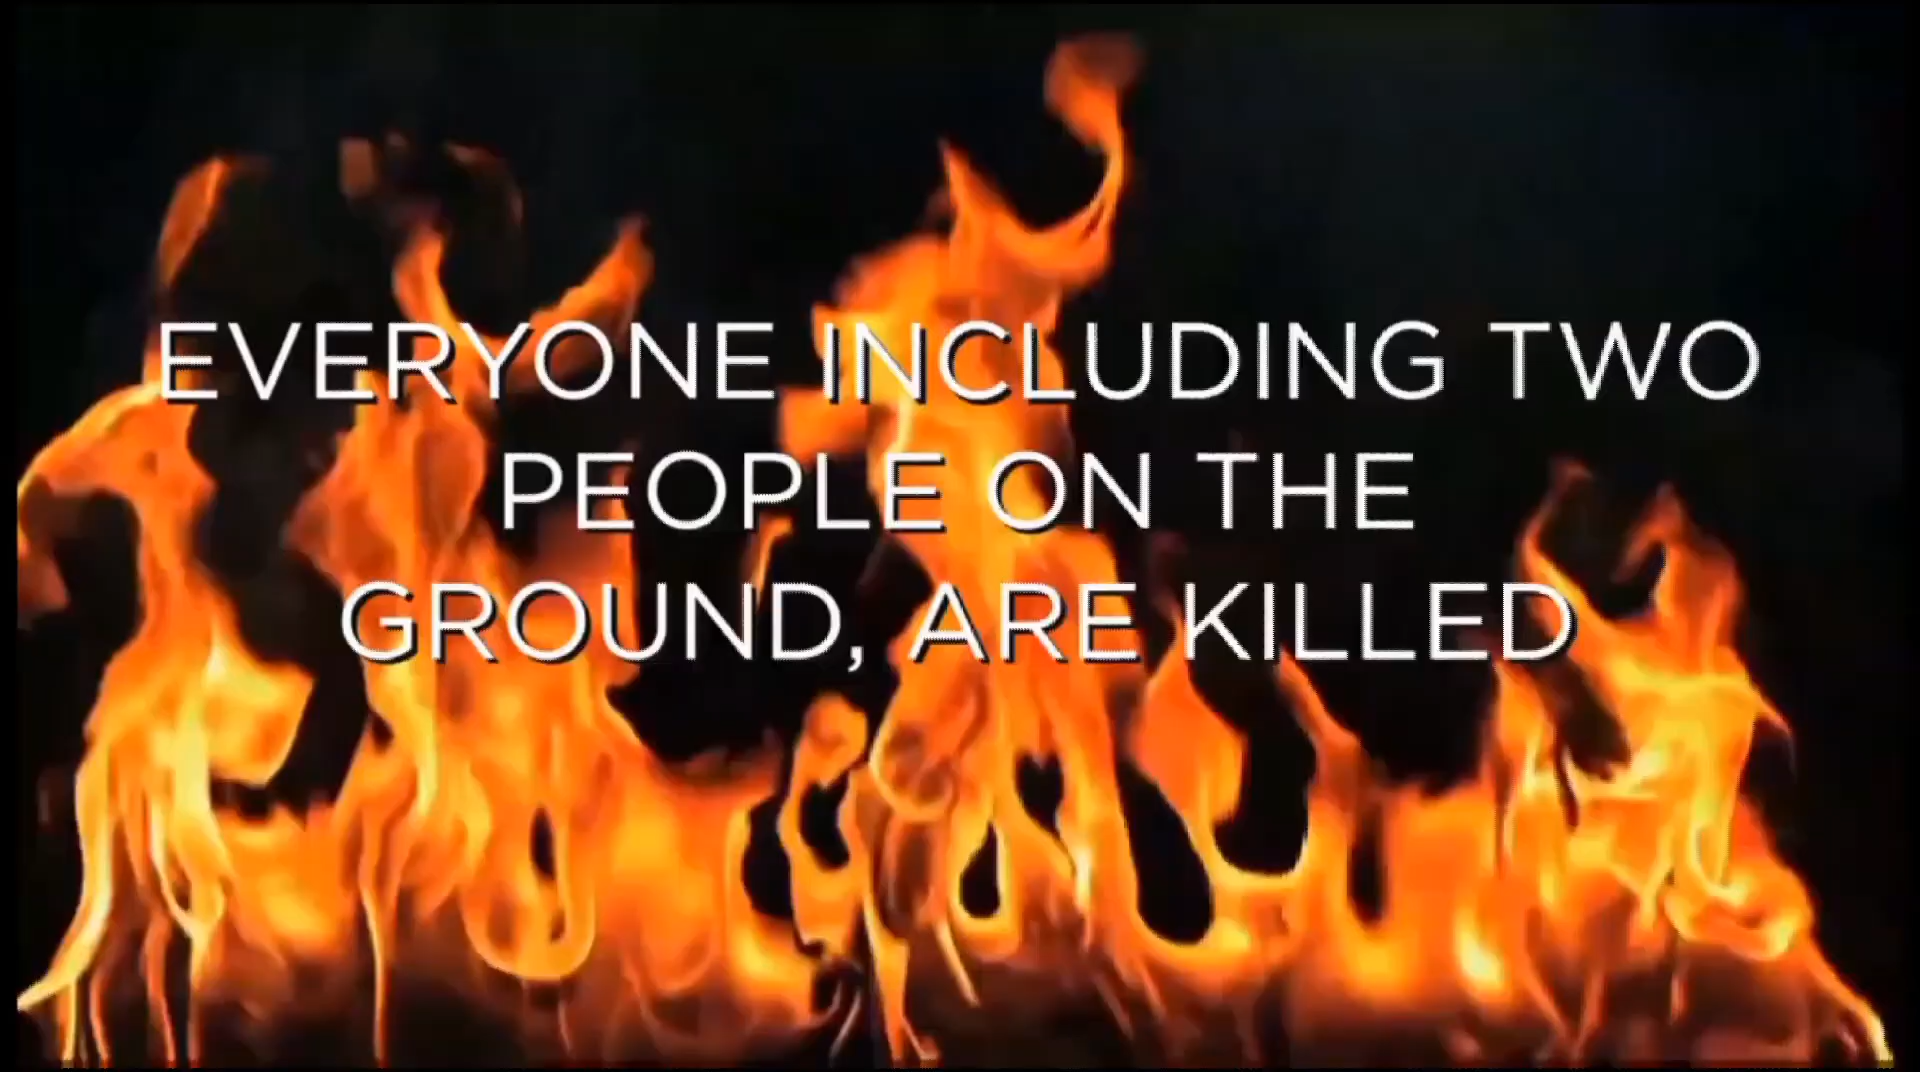 EVERYONE INCLUDING TWO
PEOPLE ON THE
GROUND, ARE KILLED